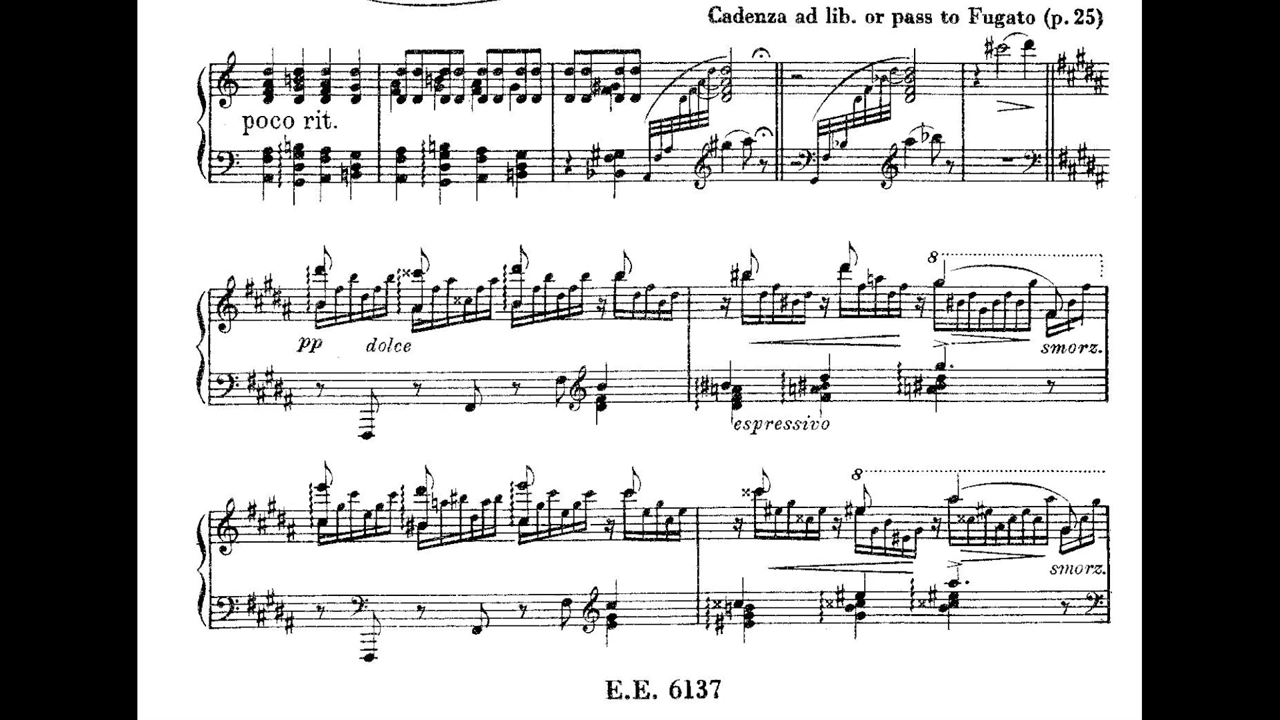 Cadenza ad lib. or pass to Fugato (p. 25)
poco rit.
8
pp dolce
smorz.
espressivo
8
smorz.
E.E. 6137